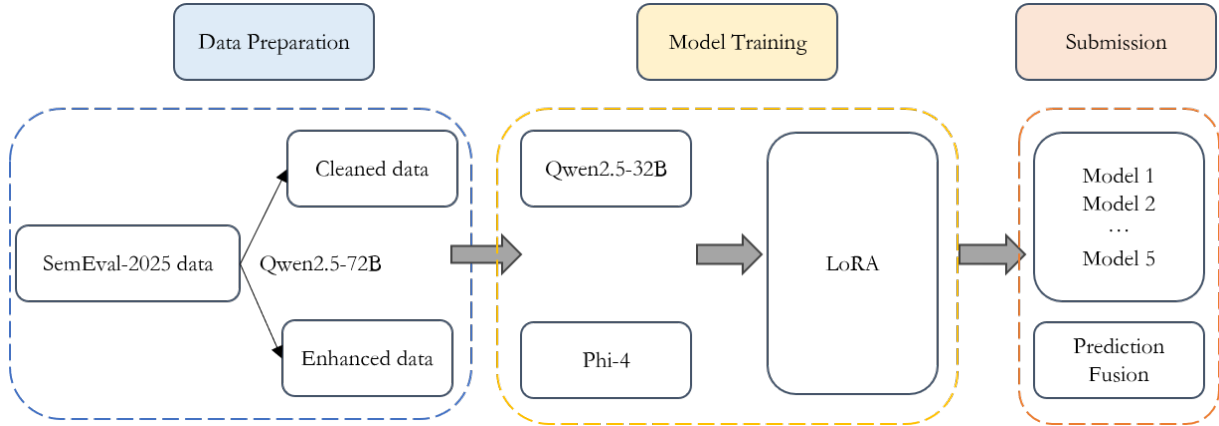 Data Preparation
Model Training
Submission
Cleaned data
SemEval-2025 data
Qwen2.5-72B
Enhanced data
Qwen2.5-32B
Phi-4
LoRA
Model 1
Model 2
…
Model 5
Prediction
Fusion